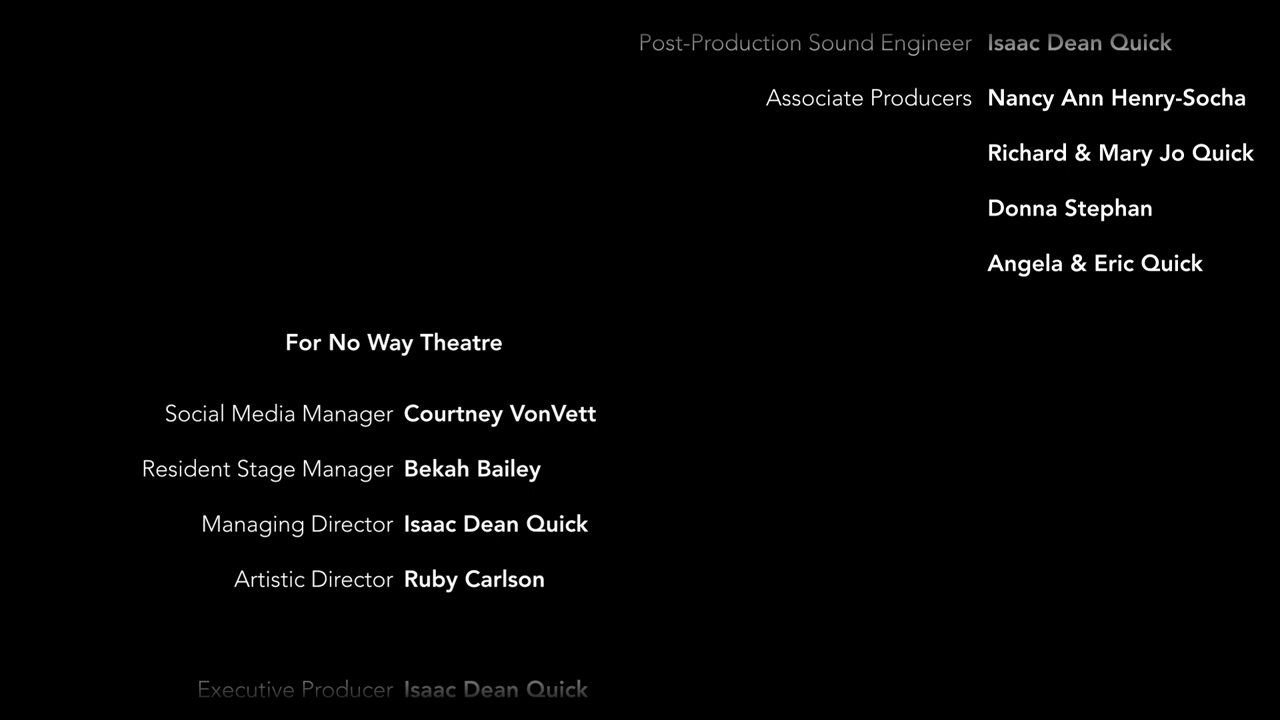 Post-Production Sound Engineer Isaac Dean Quick
Associate Producers Nancy Ann Henry-Socha
Richard & Mary Jo Quick
Donna Stephan
Angela & Eric Quick
For No Way Theatre
Social Media Manager Courtney VonVett
Resident Stage Manager Bekah Bailey
Managing Director Isaac Dean Quick
Artistic Director Ruby Carlson
Executive Producer Isaac Dean Quick